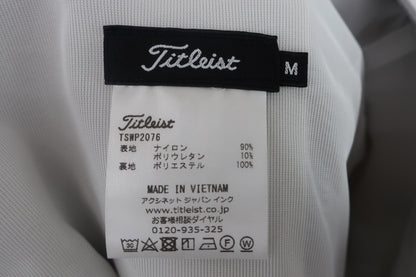 Titleist
M
Titleist
TSWP2076
表地 ナイロン 90%
ポリウレタン 10%
裏地 ポリエステル 100%
MADE IN VIETNAM
アクシネット ジャパン インク
www.titleist.co.jp
お客様相談ダイヤル
0120-935-325